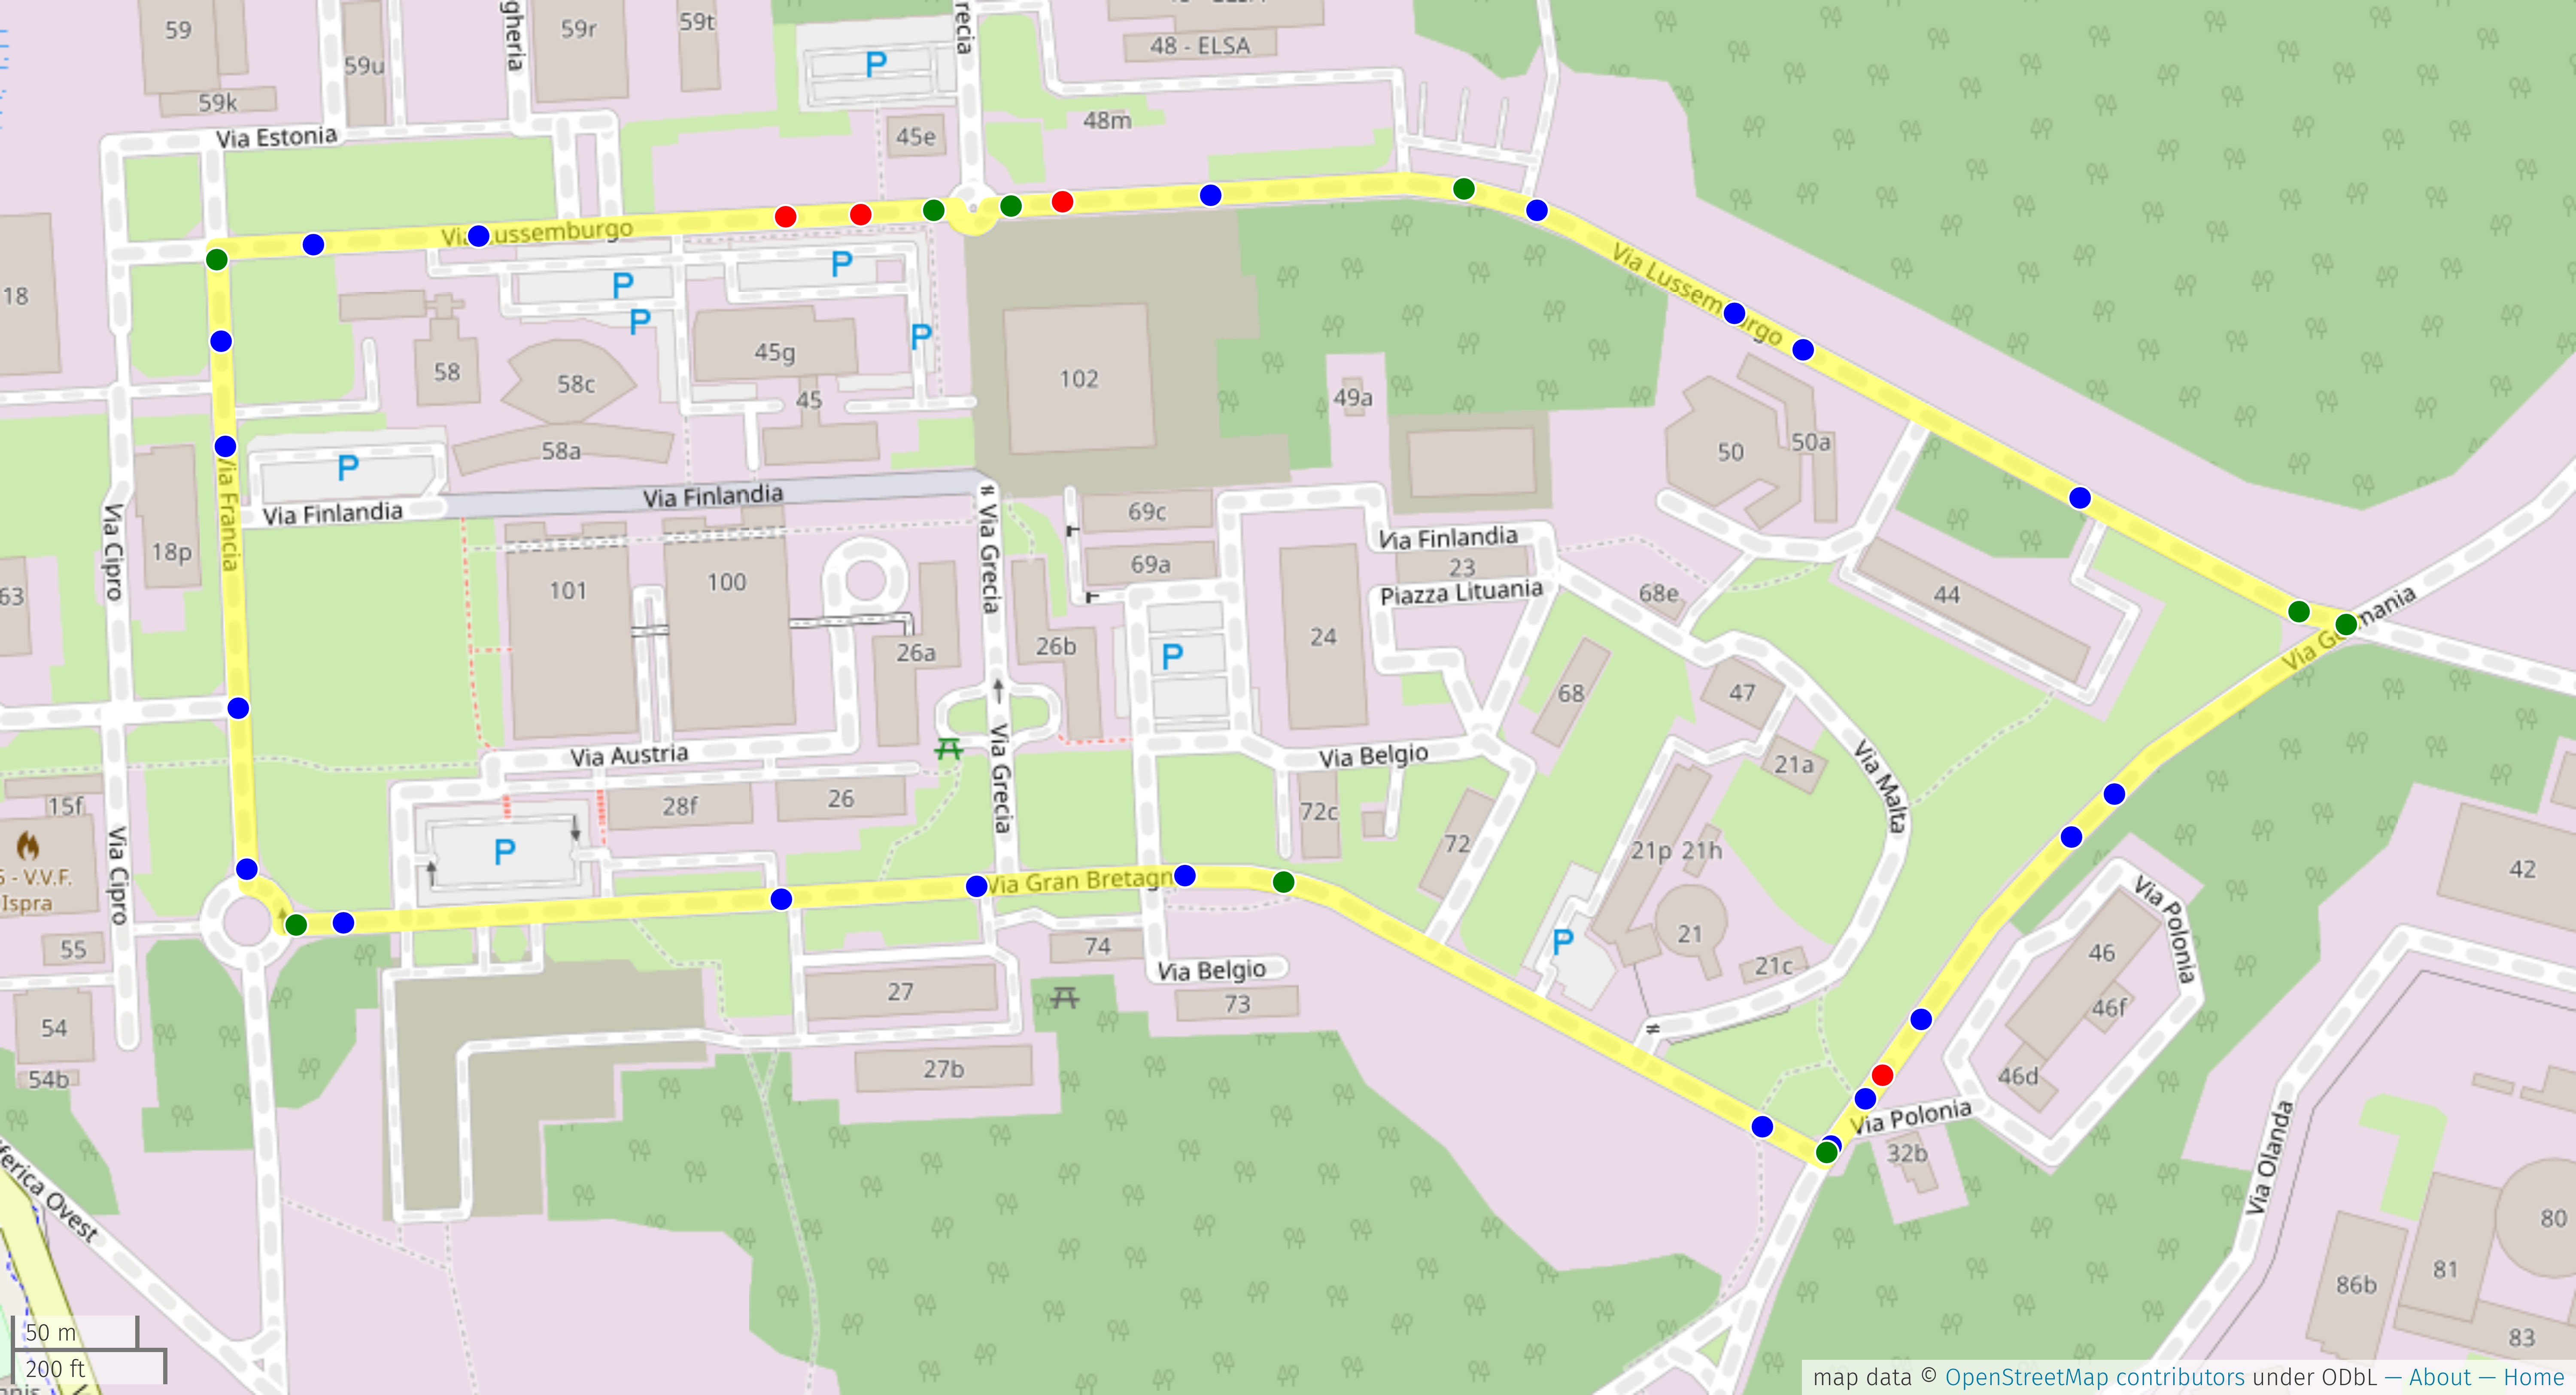 59
59k
59u
gheria
59r
59t
P
recia
48 - ELSA
48m
45e
Via Estonia
Via Lussemburgo
Via Lussem
urgo
18
P
P
P
P
58
58c
58a
45g
45
102
49a
50
50a
P
Via Finlandia
Via Finlandia
Via Francia
Via Cipro
18p
63
101
100
26a
Via Grecia
26b
69c
69a
P
24
Via Finlandia
23
Piazza Lituania
68e
68
47
44
Via Ge
mania
Via Austria
28f
26
Via Grecia
Via Belgio
72c
72
21a
21p
21h
21
21c
P
Via Malta
15f
- V.V.F.
Ispra
Via Cipro
P
Via Gran Bretagn
55
54
54b
27
27b
74
Via Belgio
73
42
Via Polonia
46
46f
46d
Via Polonia
32b
Via Olanda
80
81
86b
83
ferica Ovest
50 m
200 ft
map data © OpenStreetMap contributors under ODbL — About — Home